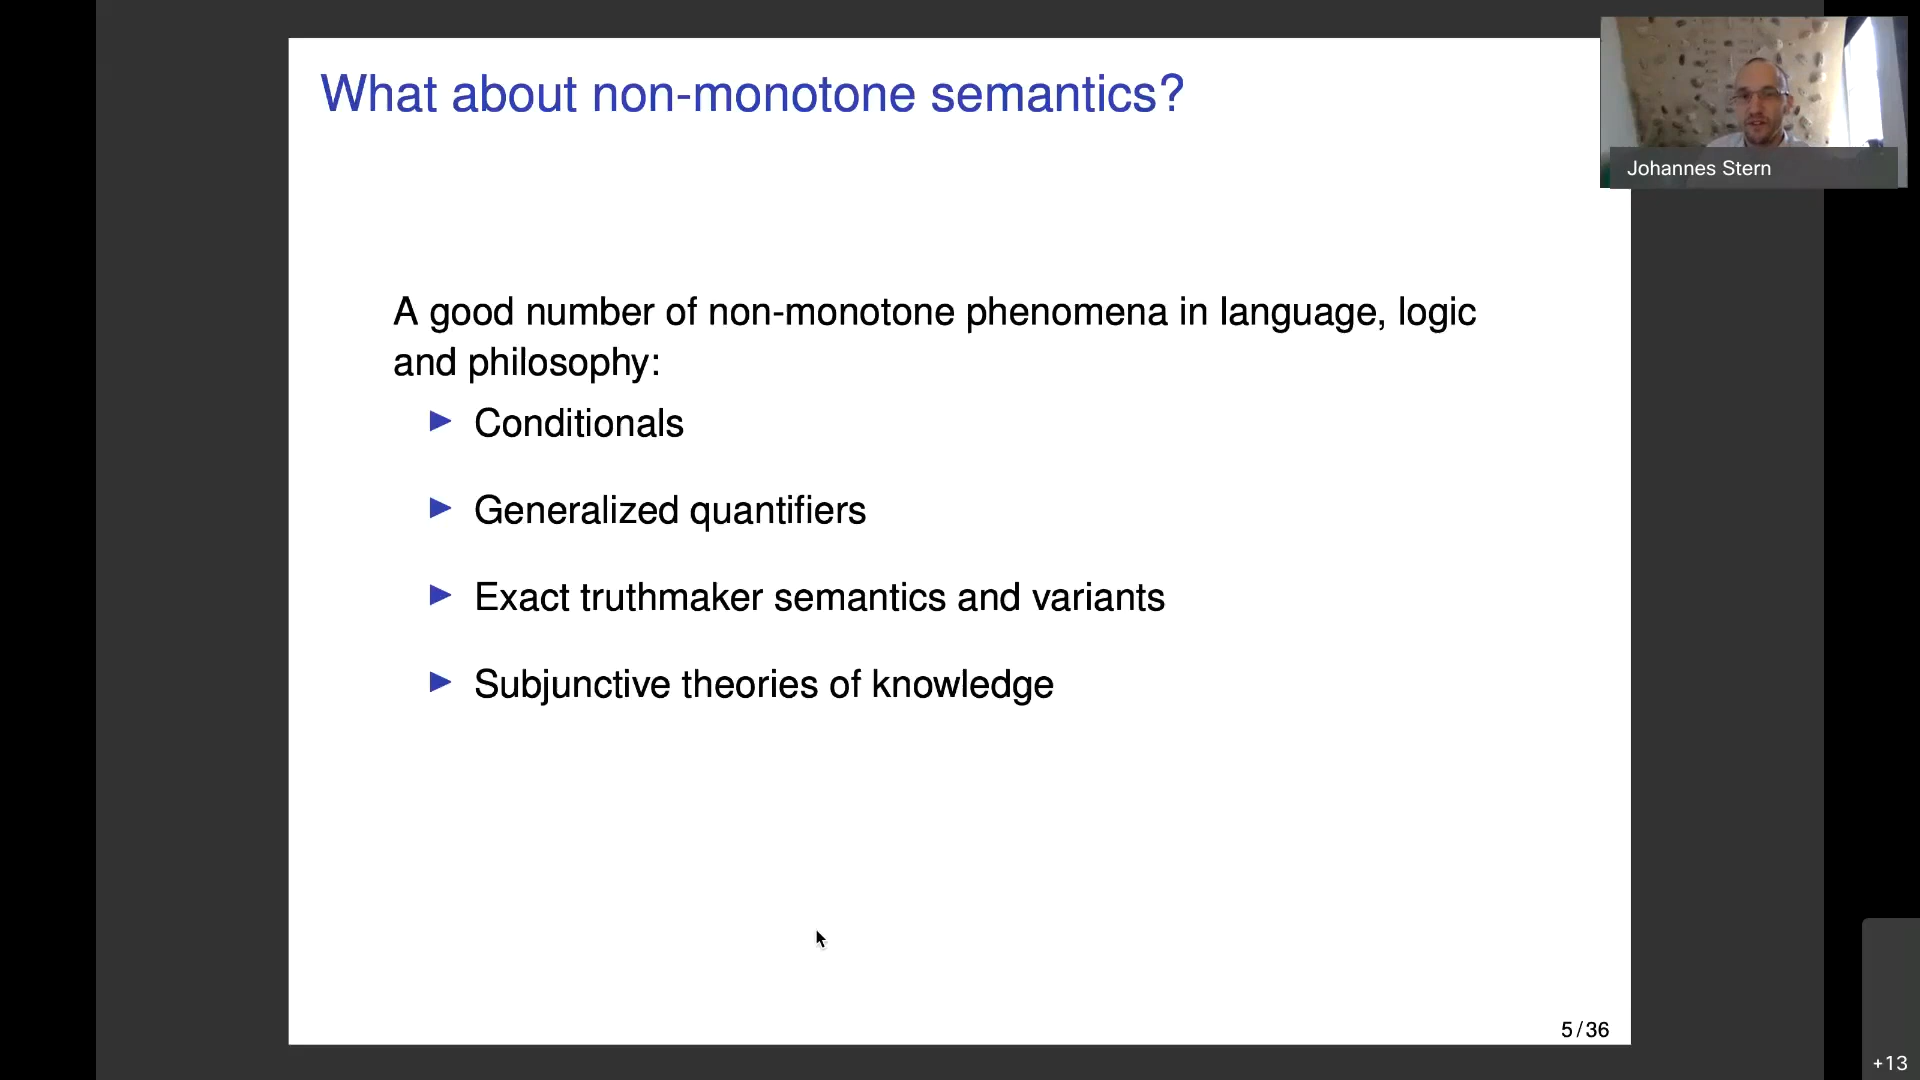 What about non-monotone semantics?
Johannes Stern
A good number of non-monotone phenomena in language, logic
and philosophy:
Conditionals
Generalized quantifiers
Exact truthmaker semantics and variants
Subjunctive theories of knowledge
5/36
+13